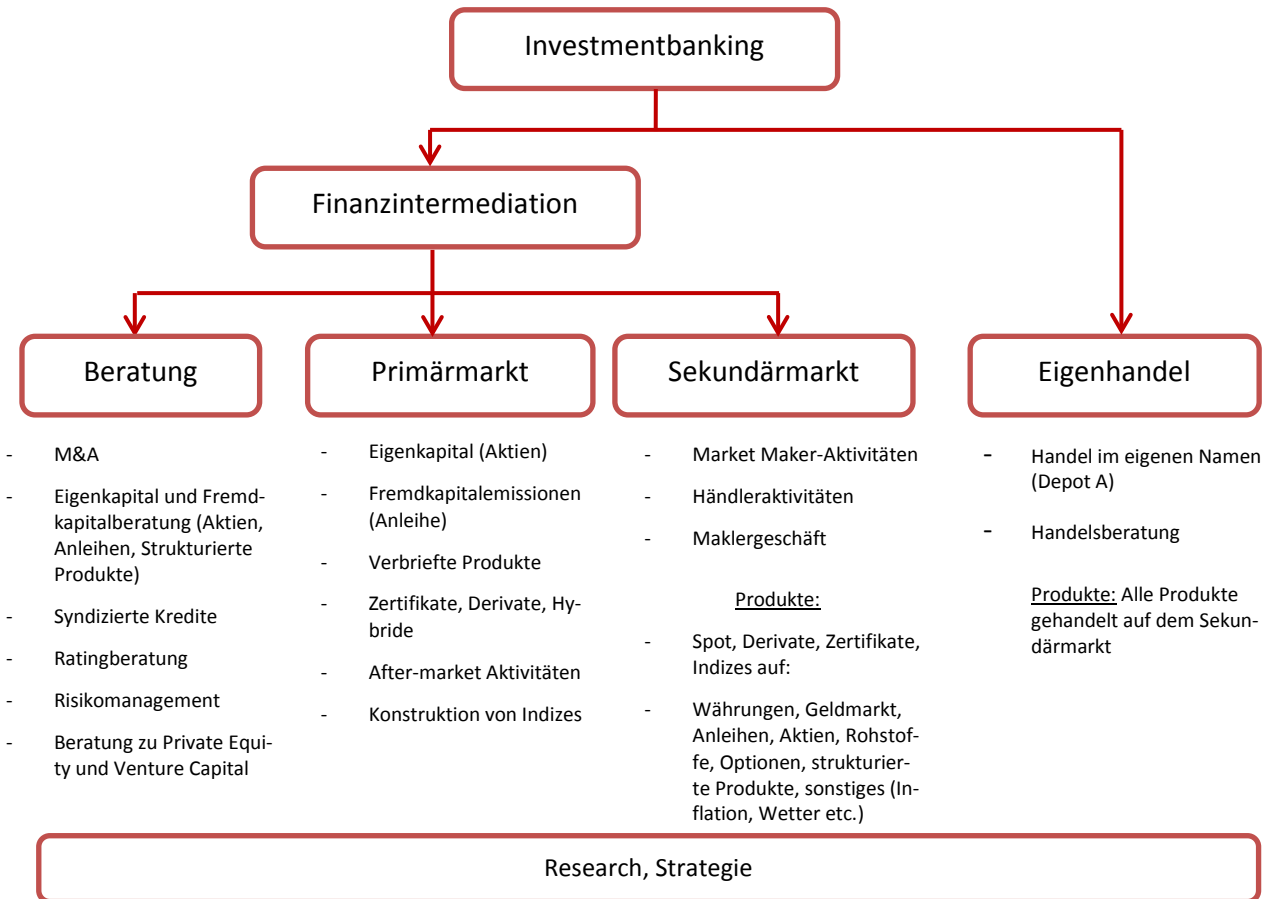 Investmentbanking
Finanzintermediation
Beratung
Primärmarkt
Sekundärmarkt
Eigenhandel
- M&A
- Eigenkapital und Fremd-
kapitalberatung (Aktien,
Anleihen, Strukturierte
Produkte)
- Syndizierte Kredite
- Ratingberatung
- Risikomanagement
- Beratung zu Private Equi-
ty und Venture Capital
- Eigenkapital (Aktien)
- Fremdkapitalemissionen
(Anleihe)
- Verbriefte Produkte
- Zertifikate, Derivate, Hy-
bride
- After-market Aktivitäten
- Konstruktion von Indizes
- Market Maker-Aktivitäten
- Händleraktivitäten
- Maklergeschäft
Produkte:
- Spot, Derivate, Zertifikate,
Indizes auf:
- Währungen, Geldmarkt,
Anleihen, Aktien, Rohstof-
fe, Optionen, strukturier-
te Produkte, sonstiges (In-
flation, Wetter etc.)
- Handel im eigenen Namen
(Depot A)
- Handelsberatung
Produkte: Alle Produkte
gehandelt auf dem Sekun-
därmarkt
Research, Strategie